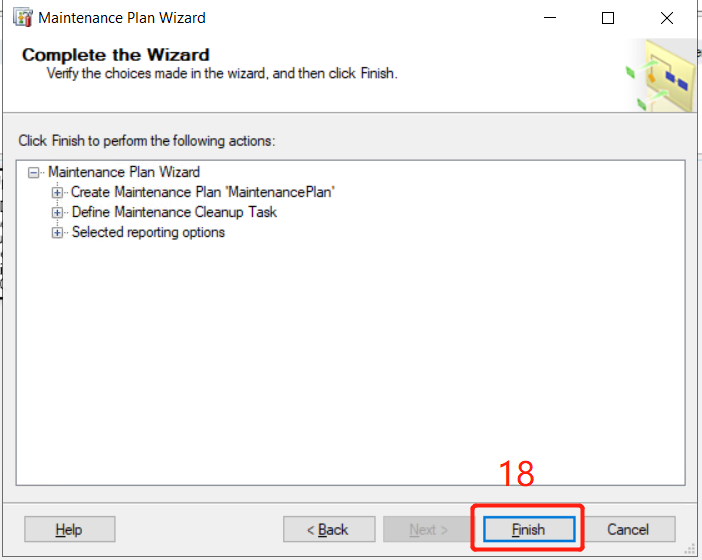 Maintenance Plan Wizard
Complete the Wizard
Verify the choices made in the wizard, and then click Finish.
Click Finish to perform the following actions:
Maintenance Plan Wizard
Create Maintenance Plan 'MaintenancePlan'
Define Maintenance Cleanup Task
Selected reporting options
18
Help
< Back
Next >
Finish
Cancel